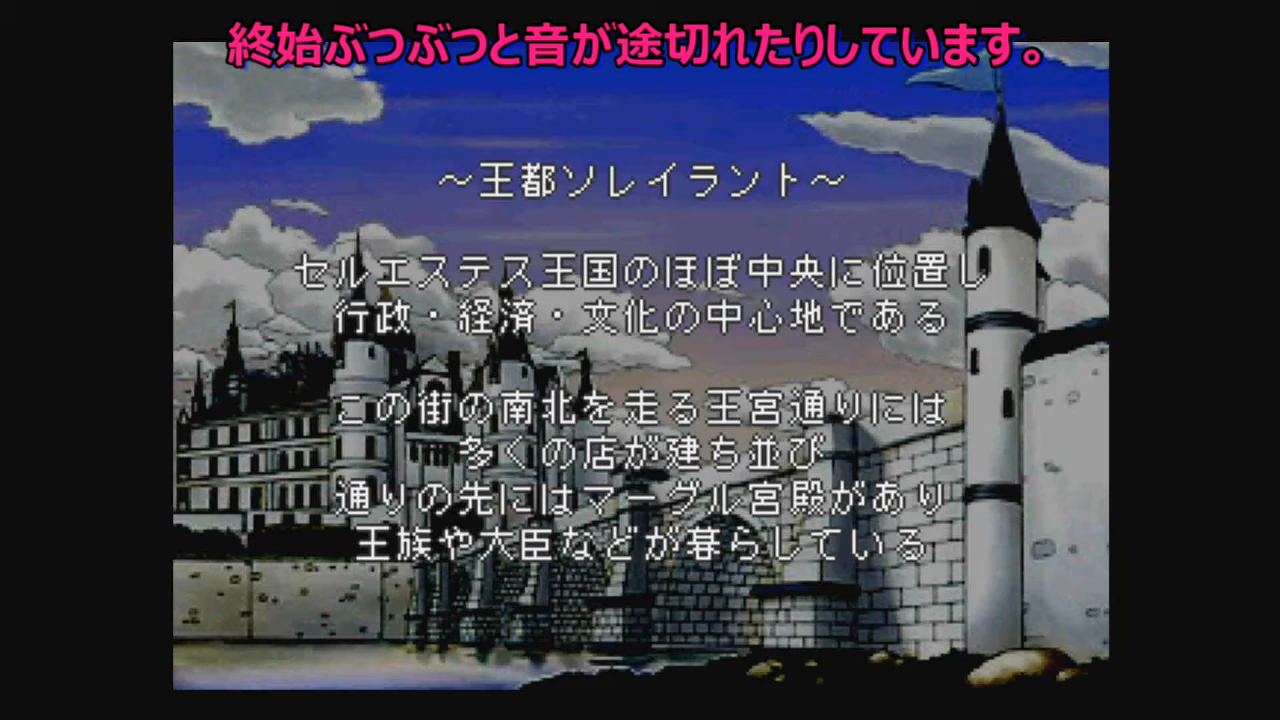 終始ぶつぶつと音が途切れたりしています。
～王都ソレイラント～
セルエステス王国のほぼ中央に位置し
行政・経済・文化の中心地である
この街の南北を走る王宮通りには
多くの店が建ち並び
通りの先にはマーグル宮殿があり
王族や大臣などが暮らしている